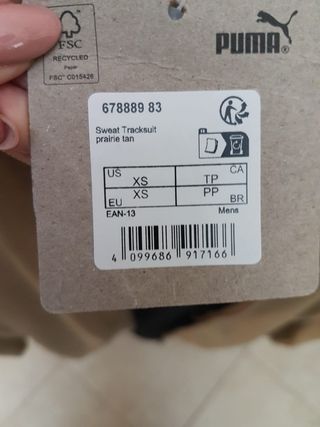 FSC
RECYCLED
Paper
FSC® C015426
PUMA
678889 83
Sweat Tracksuit
prairie tan
US XS TP CA
EU XS PP BR
EAN-13 Mens
4 099686 917166